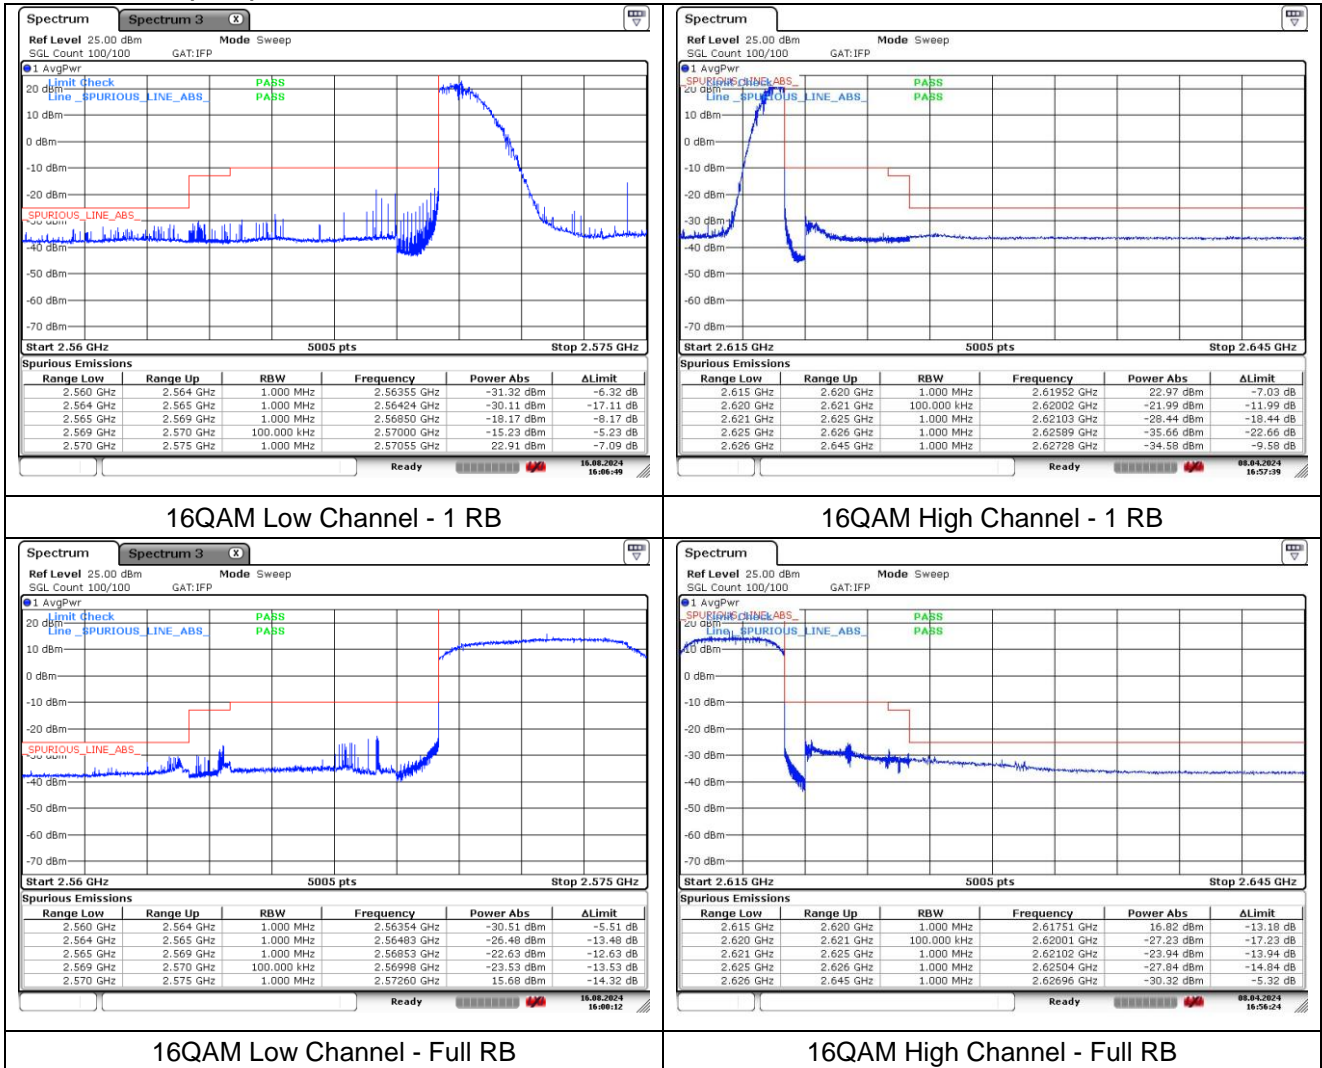 Spectrum Spectrum 3 X
Ref Level 25.00 dBm Mode Sweep
SGL Count 100/100 GAT:IFP
1 AvgPwr
Limit Check PASS
Line _SPURIOUS_LINE_ABS_ PASS
20 dBm
10 dBm
0 dBm
-10 dBm
-20 dBm
_SPURIOUS_LINE_ABS_
-30 dBm
-40 dBm
-50 dBm
-60 dBm
-70 dBm
Start 2.56 GHz 5005 pts Stop 2.575 GHz
Spurious Emissions
Range Low Range Up RBW Frequency Power Abs ΔLimit
2.560 GHz 2.564 GHz 1.000 MHz 2.56355 GHz -31.32 dBm -6.32 dB
2.564 GHz 2.565 GHz 1.000 MHz 2.56424 GHz -30.11 dBm -17.11 dB
2.565 GHz 2.569 GHz 1.000 MHz 2.56850 GHz -18.17 dBm -8.17 dB
2.569 GHz 2.570 GHz 100.000 kHz 2.57000 GHz -15.23 dBm -5.23 dB
2.570 GHz 2.575 GHz 1.000 MHz 2.57055 GHz 22.91 dBm -7.09 dB
Ready 16.08.2024
16:06:49
16QAM Low Channel - 1 RB
Spectrum
Ref Level 25.00 dBm Mode Sweep
SGL Count 100/100 GAT:IFP
1 AvgPwr
_SPURIOUS_LINE_ABS_
Limit Check PASS
20 dBm
Line _SPURIOUS_LINE_ABS_ PASS
10 dBm
0 dBm
-10 dBm
-20 dBm
-30 dBm
-40 dBm
-50 dBm
-60 dBm
-70 dBm
Start 2.615 GHz 5005 pts Stop 2.645 GHz
Spurious Emissions
Range Low Range Up RBW Frequency Power Abs ΔLimit
2.615 GHz 2.620 GHz 1.000 MHz 2.61952 GHz 22.97 dBm -7.03 dB
2.620 GHz 2.621 GHz 100.000 kHz 2.62002 GHz -21.99 dBm -11.99 dB
2.621 GHz 2.625 GHz 1.000 MHz 2.62103 GHz -28.44 dBm -18.44 dB
2.625 GHz 2.626 GHz 1.000 MHz 2.62589 GHz -35.66 dBm -22.66 dB
2.626 GHz 2.645 GHz 1.000 MHz 2.62728 GHz -34.58 dBm -9.58 dB
Ready 08.04.2024
16:57:39
16QAM High Channel - 1 RB
Spectrum Spectrum 3 X
Ref Level 25.00 dBm Mode Sweep
SGL Count 100/100 GAT:IFP
1 AvgPwr
Limit Check PASS
20 dBm
Line _SPURIOUS_LINE_ABS_ PASS
10 dBm
0 dBm
-10 dBm
-20 dBm
_SPURIOUS_LINE_ABS_
-30 dBm
-40 dBm
-50 dBm
-60 dBm
-70 dBm
Start 2.56 GHz 5005 pts Stop 2.575 GHz
Spurious Emissions
Range Low Range Up RBW Frequency Power Abs ΔLimit
2.560 GHz 2.564 GHz 1.000 MHz 2.56354 GHz -30.51 dBm -5.51 dB
2.564 GHz 2.565 GHz 1.000 MHz 2.56483 GHz -26.48 dBm -13.48 dB
2.565 GHz 2.569 GHz 1.000 MHz 2.56853 GHz -22.63 dBm -12.63 dB
2.569 GHz 2.570 GHz 100.000 kHz 2.56998 GHz -23.53 dBm -13.53 dB
2.570 GHz 2.575 GHz 1.000 MHz 2.57260 GHz 15.68 dBm -14.32 dB
Ready 16.08.2024
16:00:12
16QAM Low Channel - Full RB
Spectrum
Ref Level 25.00 dBm Mode Sweep
SGL Count 100/100 GAT:IFP
1 AvgPwr
_SPURIOUS_LINE_ABS_
Limit Check PASS
20 dBm
Line _SPURIOUS_LINE_ABS_ PASS
10 dBm
0 dBm
-10 dBm
-20 dBm
-30 dBm
-40 dBm
-50 dBm
-60 dBm
-70 dBm
Start 2.615 GHz 5005 pts Stop 2.645 GHz
Spurious Emissions
Range Low Range Up RBW Frequency Power Abs ΔLimit
2.615 GHz 2.620 GHz 1.000 MHz 2.61751 GHz 16.82 dBm -13.18 dB
2.620 GHz 2.621 GHz 100.000 kHz 2.62001 GHz -27.23 dBm -17.23 dB
2.621 GHz 2.625 GHz 1.000 MHz 2.62102 GHz -23.94 dBm -13.94 dB
2.625 GHz 2.626 GHz 1.000 MHz 2.62504 GHz -27.84 dBm -14.84 dB
2.626 GHz 2.645 GHz 1.000 MHz 2.62696 GHz -30.32 dBm -5.32 dB
Ready 08.04.2024
16:56:24
16QAM High Channel - Full RB